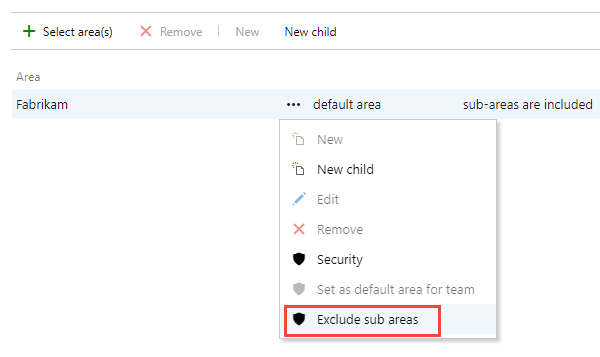 Select area(s) Remove New New child
Area
Fabrikam ••• default area sub-areas are included
New
New child
Edit
Remove
Security
Set as default area for team
Exclude sub areas